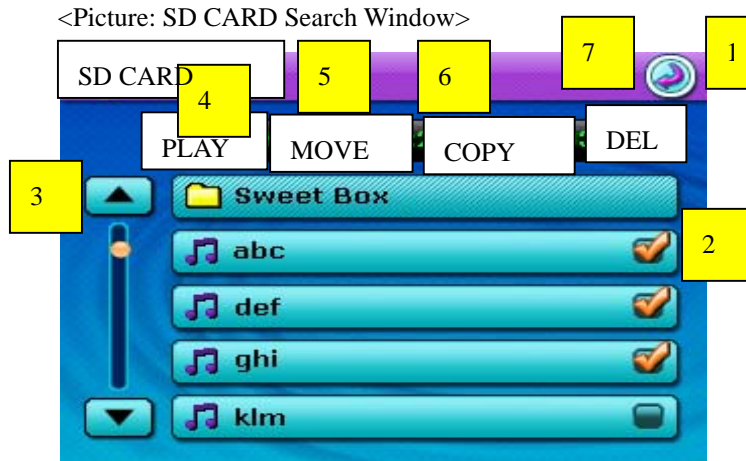 <Picture: SD CARD Search Window>
7
1
SD CARD
5
6
4
PLAY
MOVE
COPY
DEL
3
Sweet Box
abc
2
def
ghi
klm